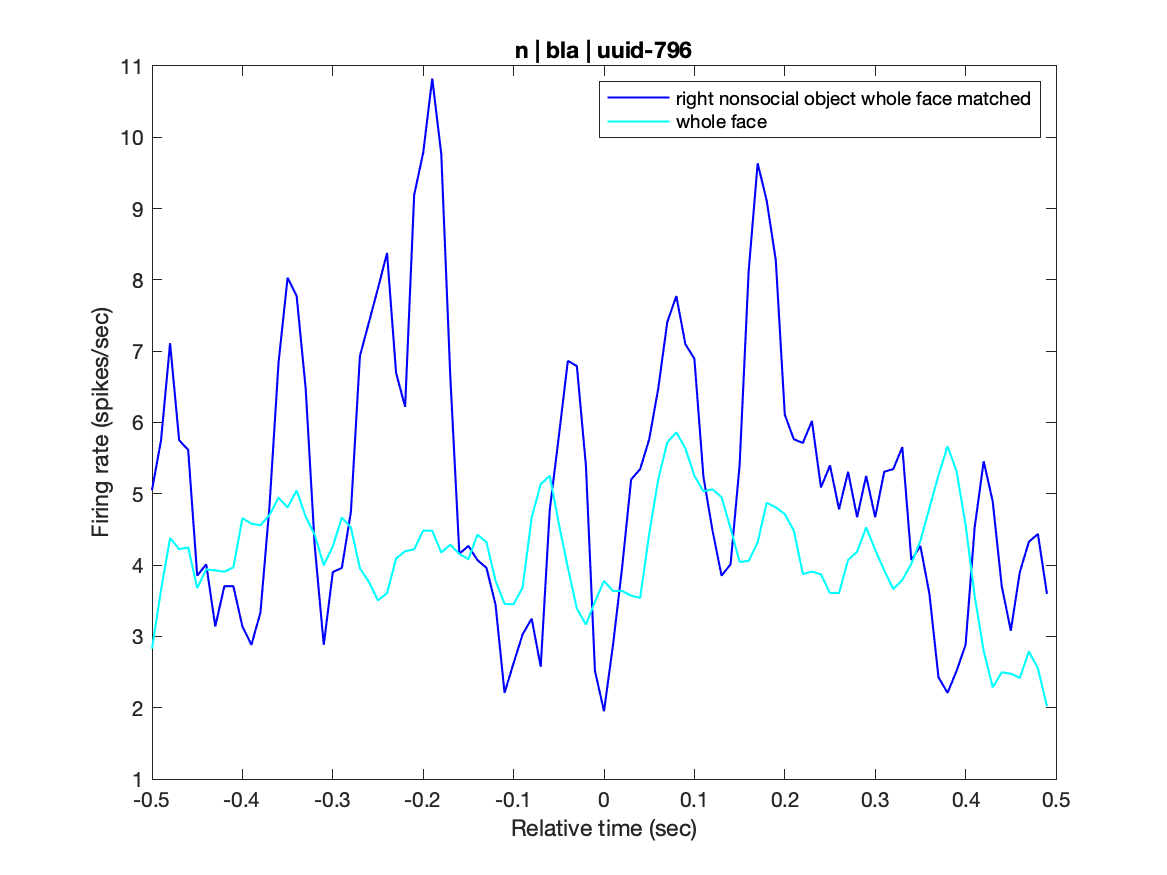 n | bla | uuid-796
right nonsocial object whole face matched
whole face
Firing rate (spikes/sec)
11
10
9
8
7
6
5
4
3
2
1
-0.5 -0.4 -0.3 -0.2 -0.1 0 0.1 0.2 0.3 0.4 0.5
Relative time (sec)